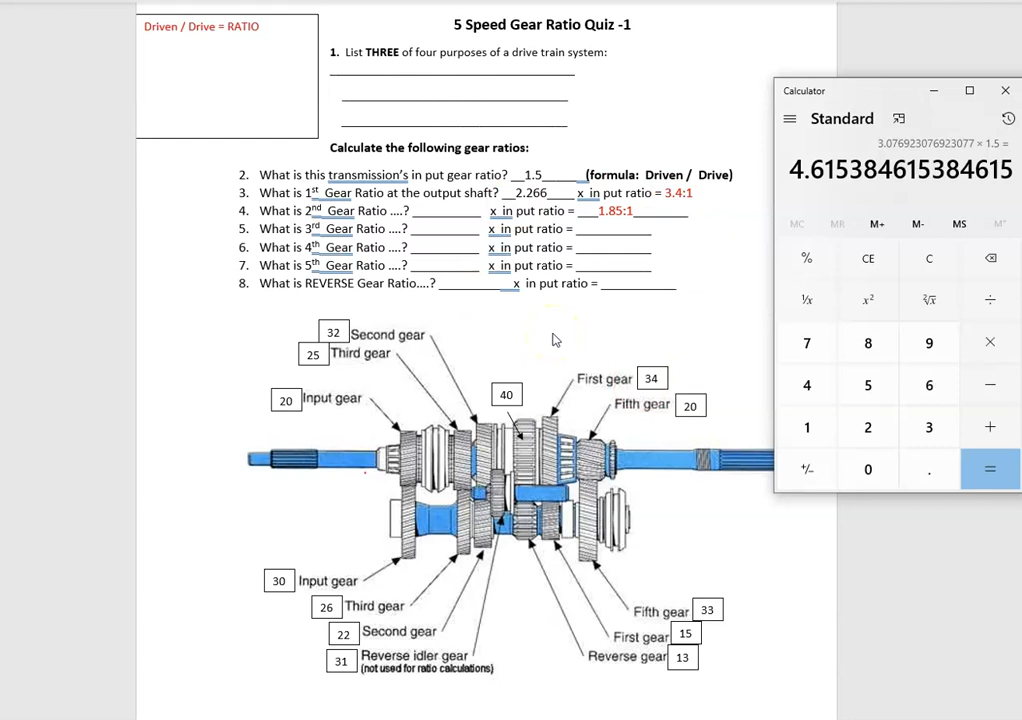 Driven / Drive = RATIO
5 Speed Gear Ratio Quiz -1
1. List THREE of four purposes of a drive train system:
Calculate the following gear ratios:
2. What is this transmission's in put gear ratio? __1.5______ (formula: Driven / Drive)
3. What is 1st Gear Ratio at the output shaft? __2.266____ x in put ratio = 3.4:1
4. What is 2nd Gear Ratio ....? __________ x in put ratio = ___1.85:1________
5. What is 3rd Gear Ratio ....? __________ x in put ratio = ___________
6. What is 4th Gear Ratio ....? __________ x in put ratio = ___________
7. What is 5th Gear Ratio ....? __________ x in put ratio = ___________
8. What is REVERSE Gear Ratio....? ___________ x in put ratio = ___________
32 Second gear
25 Third gear
20 Input gear
40
First gear 34
Fifth gear 20
30 Input gear
26 Third gear
22 Second gear
31 Reverse idler gear
(not used for ratio calculations)
Fifth gear 33
First gear 15
Reverse gear 13
Calculator
Standard
3.076923076923077 × 1.5 =
4.615384615384615
MC MR M+ M- MS M˅
% CE C ⌫
¹/x x² ²√x ÷
7 8 9 ×
4 5 6 −
1 2 3 +
+/− 0 . =